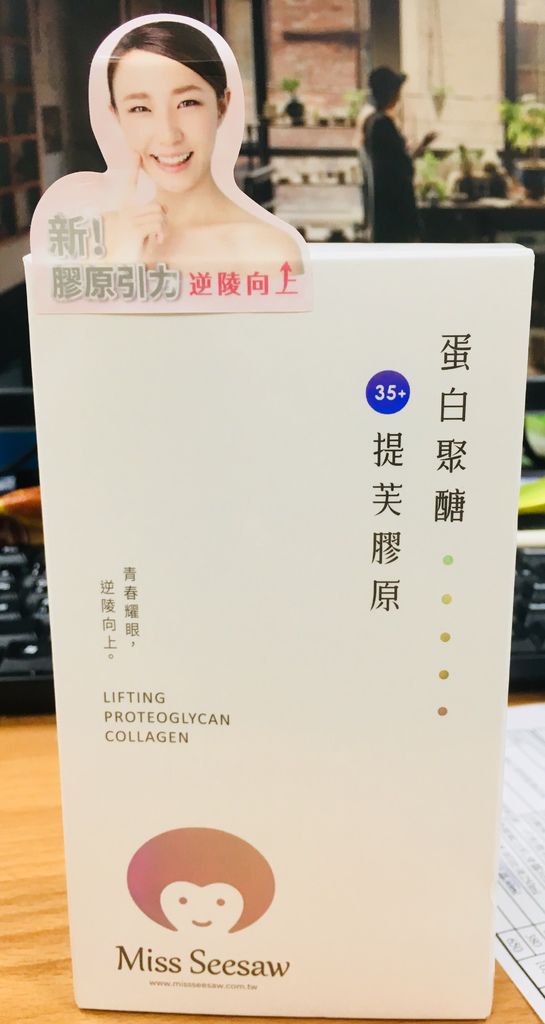 新!
膠原引力 逆陵向上
蛋白聚醣
35+
提芙膠原
青春耀眼，
逆陵向上。
LIFTING
PROTEOGLYCAN
COLLAGEN
Miss Seesaw
www.missseesaw.com.tw